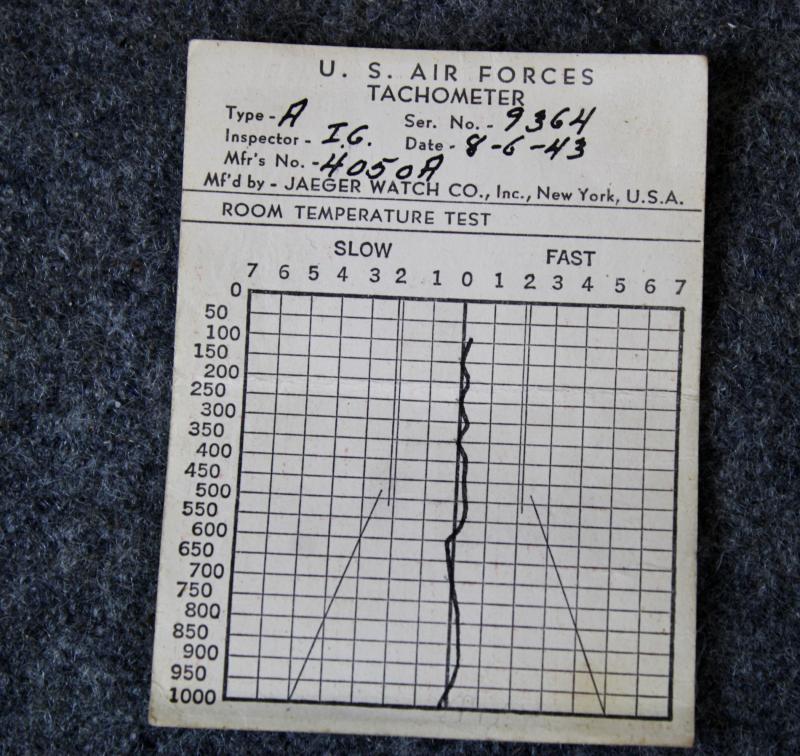 U. S. AIR FORCES
TACHOMETER
Type - A Ser. No. - 9364
Inspector - I.G. Date - 8-6-43
Mfr's No. - 4050A
Mf'd by - JAEGER WATCH CO., Inc., New York, U.S.A.
ROOM TEMPERATURE TEST
SLOW FAST
7 6 5 4 3 2 1 0 1 2 3 4 5 6 7
0
50
100
150
200
250
300
350
400
450
500
550
600
650
700
750
800
850
900
950
1000